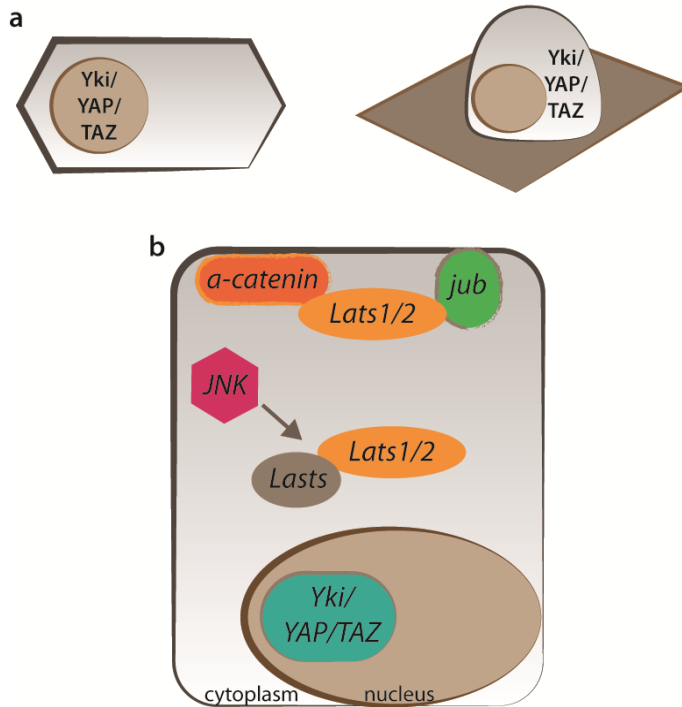 a
Yki/
YAP/
TAZ
Yki/
YAP/
TAZ
b
a-catenin
jub
Lats1/2
JNK
Lats1/2
Lasts
Yki/
YAP/TAZ
cytoplasm
nucleus